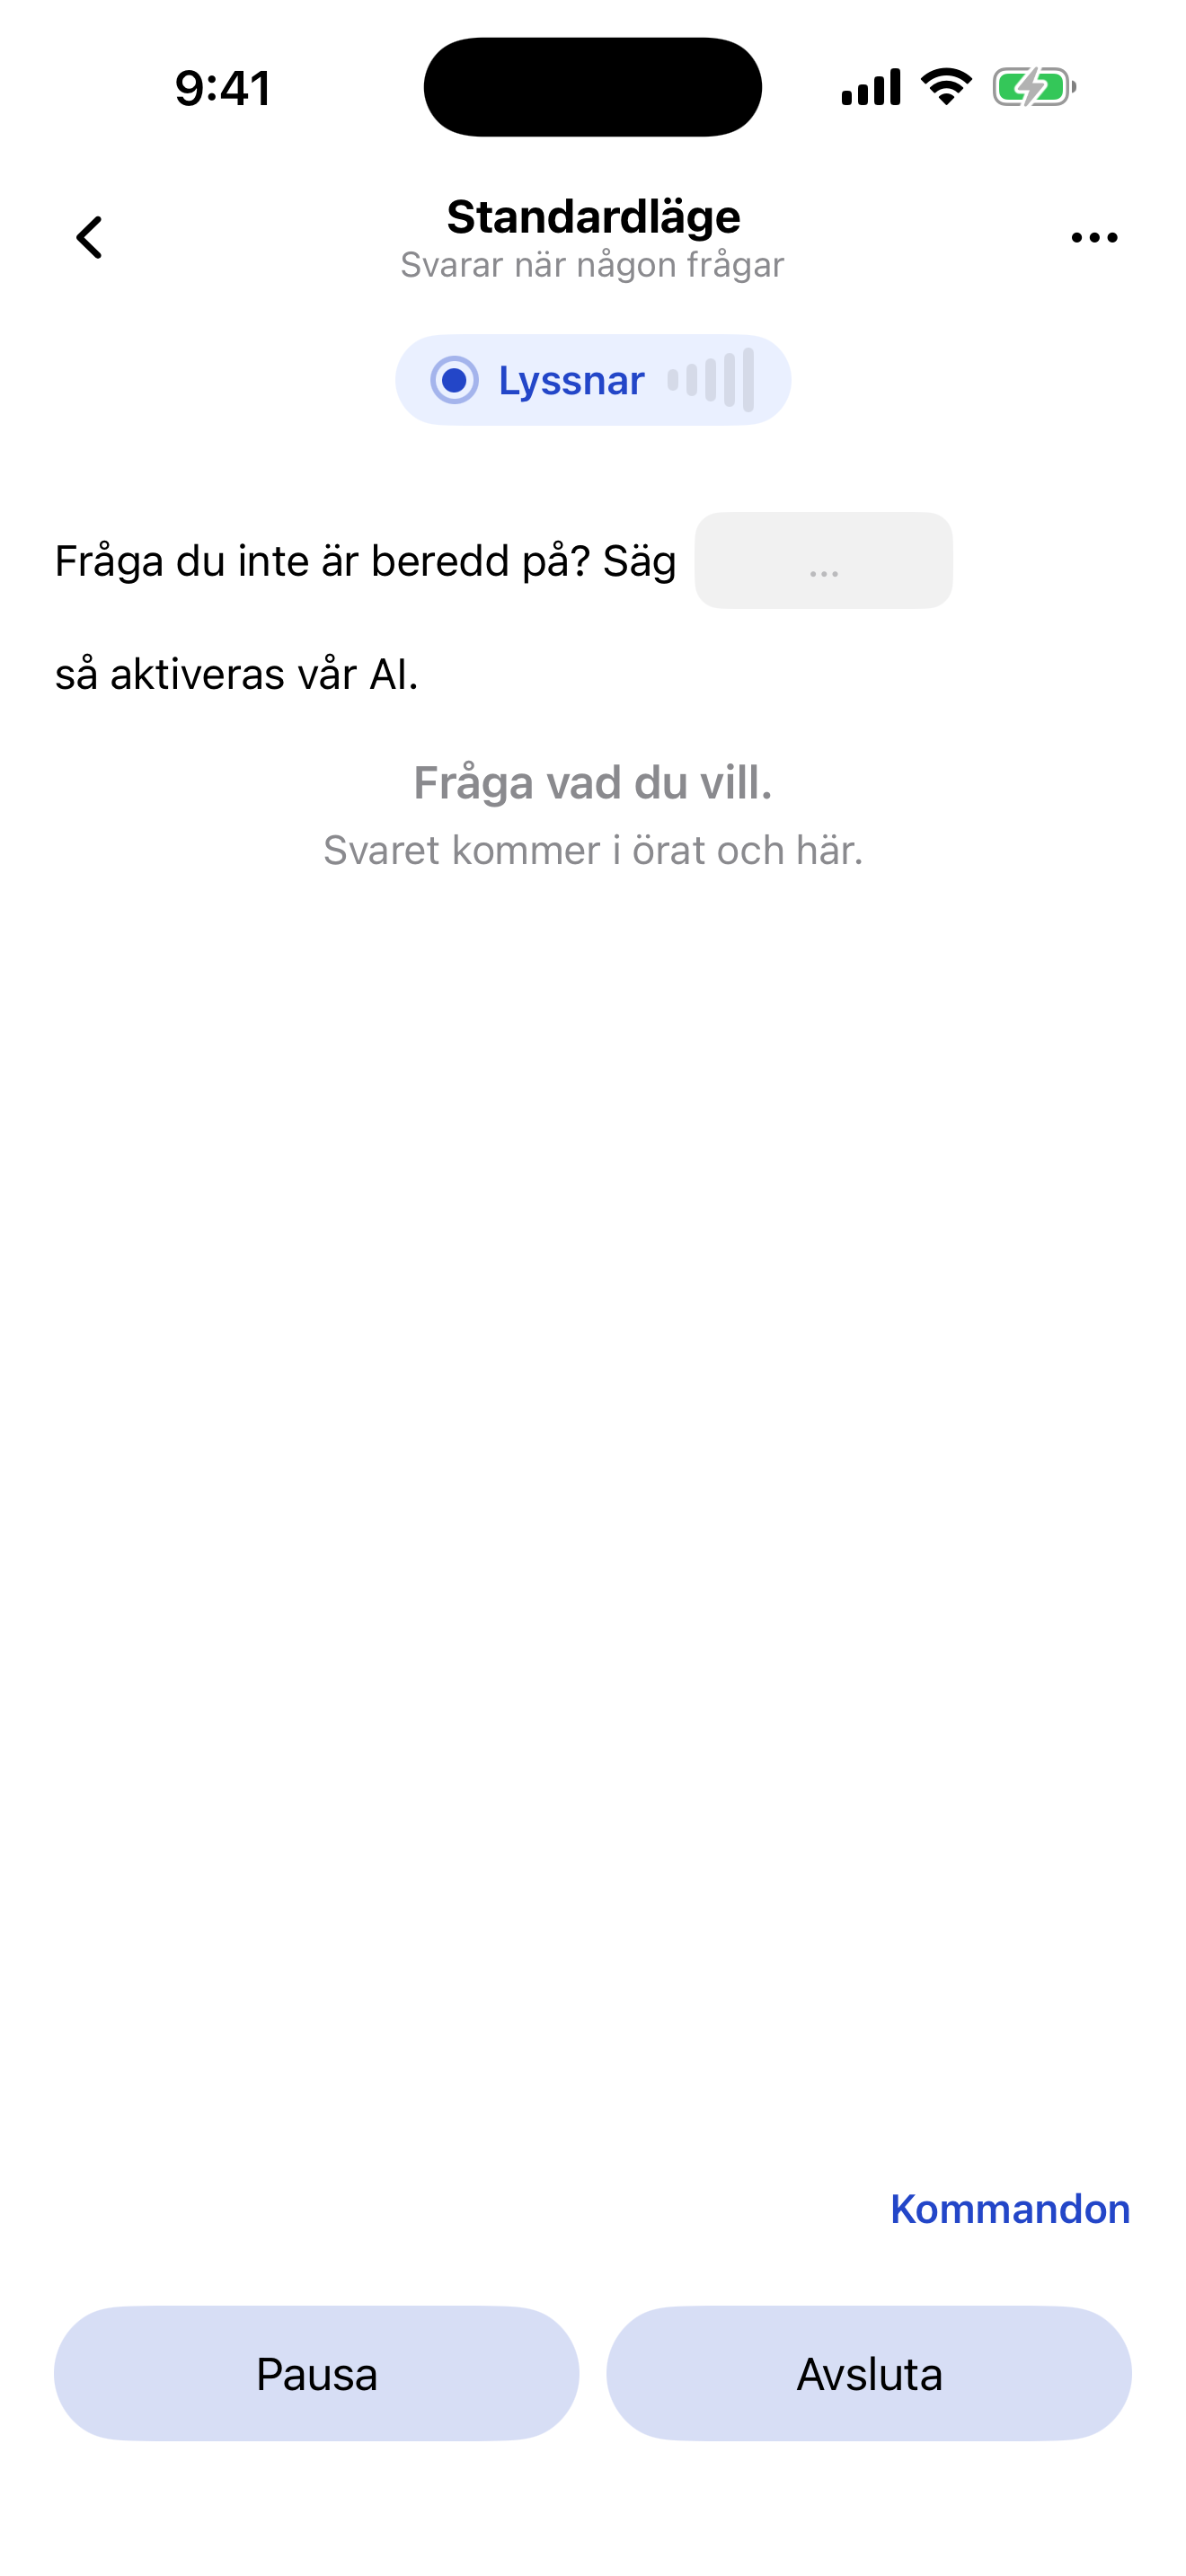 9:41
Standardläge
Svarar när någon frågar
Lyssnar
Fråga du inte är beredd på? Säg ...
så aktiveras vår AI.
Fråga vad du vill.
Svaret kommer i örat och här.
Kommandon
Pausa
Avsluta